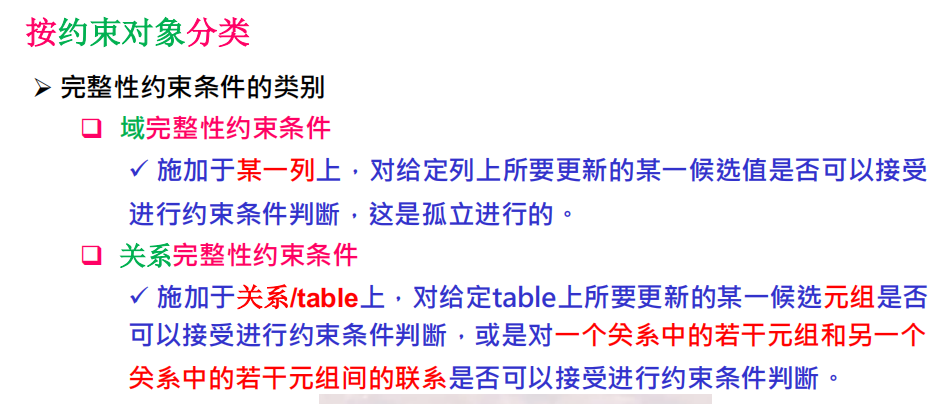 按约束对象分类
➢ 完整性约束条件的类别
❑ 域完整性约束条件
✓ 施加于某一列上，对给定列上所要更新的某一候选值是否可以接受
进行约束条件判断，这是孤立进行的。
❑ 关系完整性约束条件
✓ 施加于关系/table上，对给定table上所要更新的某一候选元组是否
可以接受进行约束条件判断，或是对一个关系中的若干元组和另一个
关系中的若干元组间的联系是否可以接受进行约束条件判断。